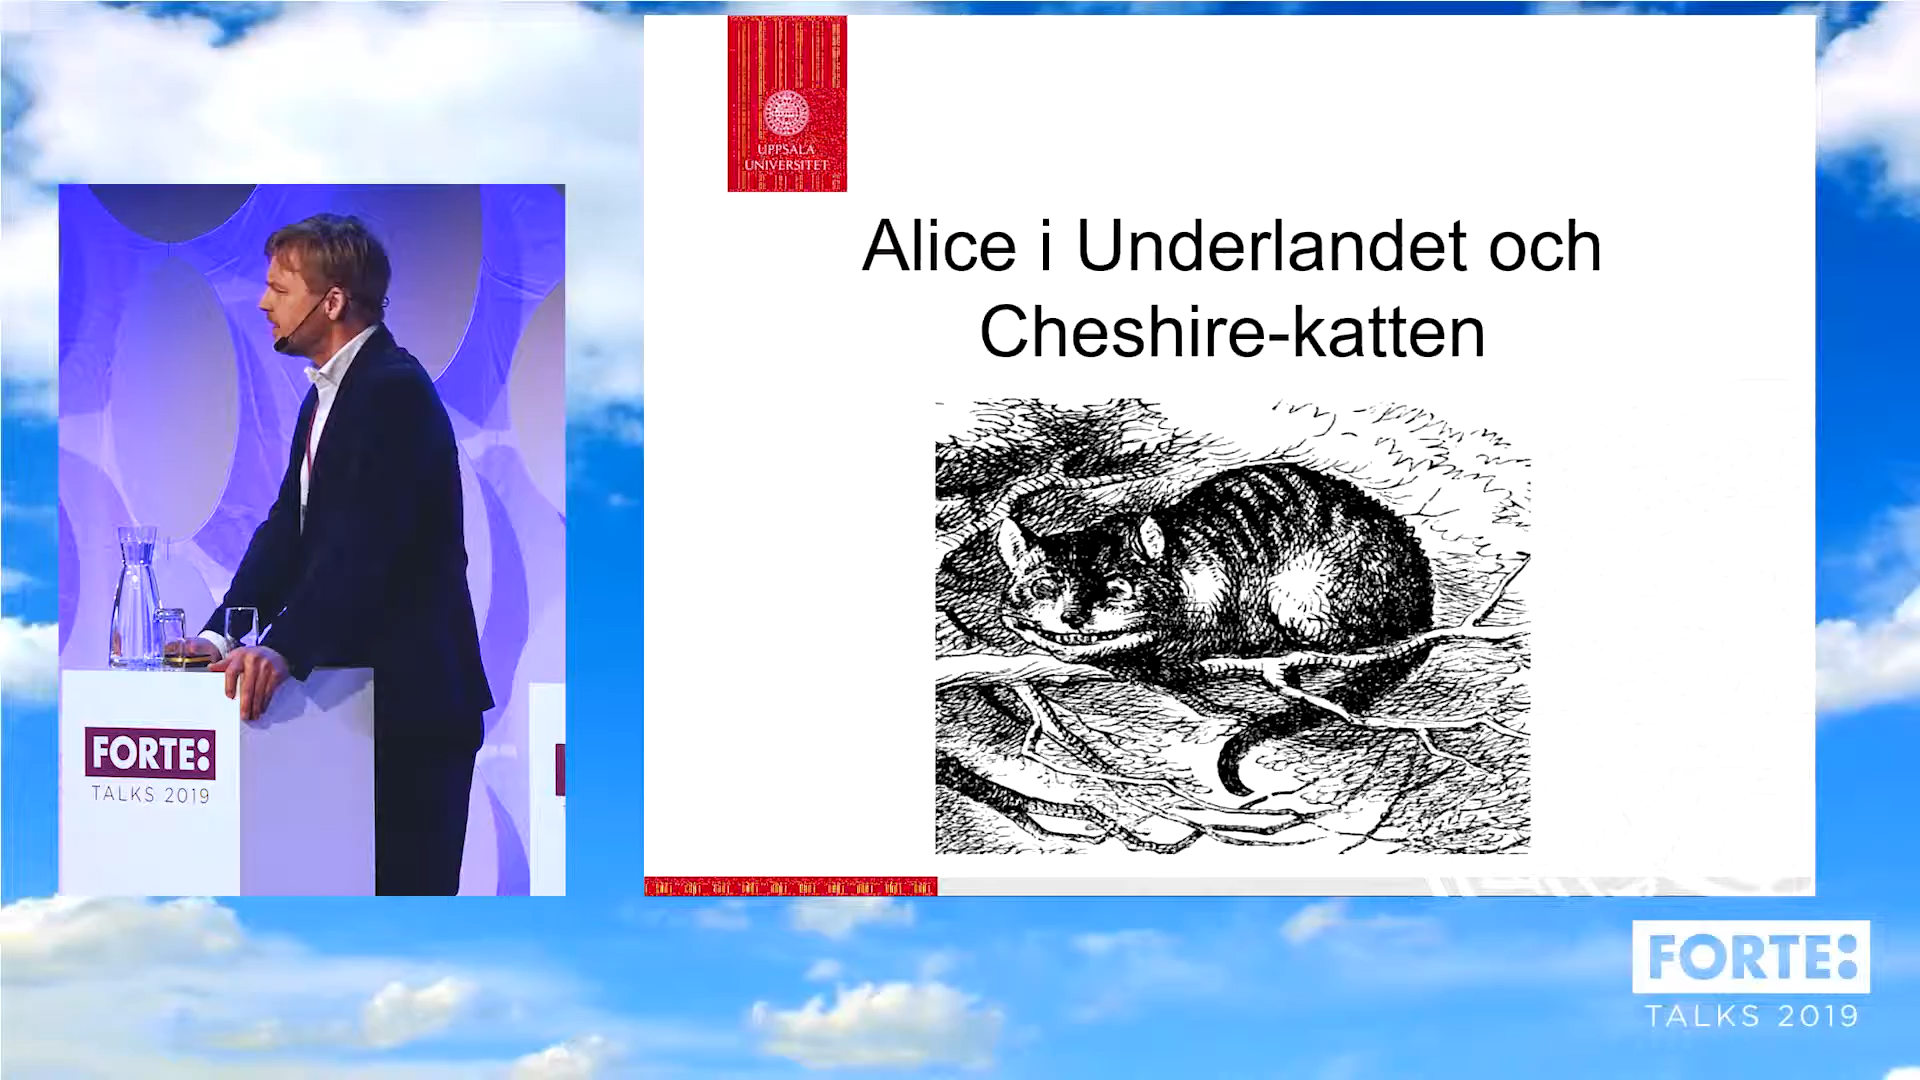 UPPSALA
UNIVERSITET
Alice i Underlandet och
Cheshire-katten
FORTE:
TALKS 2019
FORTE:
TALKS 2019